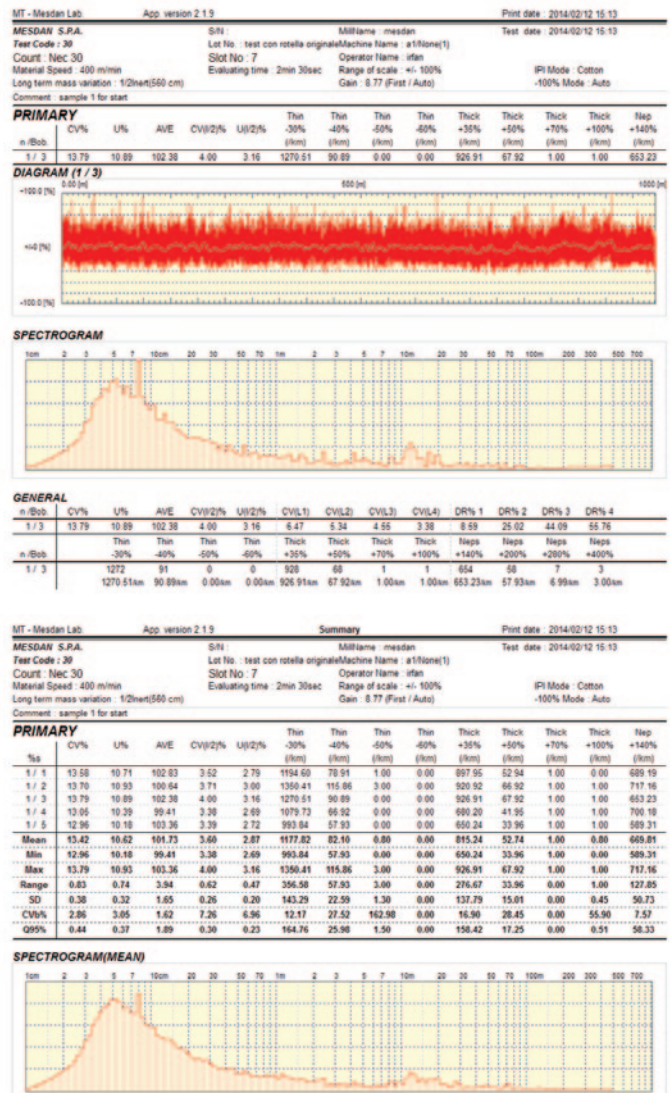 MT - Mesdan Lab. App. version 2.1.9 Print date : 2014/02/12 15:13
MESDAN S.P.A. S/N : MillName : mesdan Test date : 2014/02/12 15:13
Test Code : 30 Lot No. : test con rotella originaleMachine Name : a1/None(1)
Count : Nec 30 Slot No : 7 Operator Name : irfan
Material Speed : 400 m/min Evaluating time : 2min 30sec Range of scale : +/- 100% IPI Mode : Cotton
Long term mass variation : 1/2Inert(560 cm) Gain : 8.77 (First / Auto) -100% Mode : Auto
Comment : sample 1 for start
PRIMARY Thin Thin Thin Thin Thick Thick Thick Thick Nep
CV% U% AVE CV(l/2)% U(l/2)% -30% -40% -50% -60% +35% +50% +70% +100% +140%
n /Bob. (/km) (/km) (/km) (/km) (/km) (/km) (/km) (/km) (/km)
1 / 3 13.79 10.89 102.38 4.00 3.16 1270.51 90.89 0.00 0.00 926.91 67.92 1.00 1.00 653.23
DIAGRAM (1 / 3)
0.00 [m] 500 [m] 1000 [m]
+100.0 [%]
+/-0 [%]
-100.0 [%]
SPECTROGRAM
1cm 2 3 5 7 10cm 20 30 50 70 1m 2 3 5 7 10m 20 30 50 70 100m 200 300 500 700
GENERAL
n /Bob. CV% U% AVE CV(l/2)% U(l/2)% CV(L1) CV(L2) CV(L3) CV(L4) DR% 1 DR% 2 DR% 3 DR% 4
1 / 3 13.79 10.89 102.38 4.00 3.16 6.47 5.34 4.55 3.38 8.59 25.02 44.09 55.76
Thin Thin Thin Thin Thick Thick Thick Thick Neps Neps Neps Neps
n /Bob. -30% -40% -50% -60% +35% +50% +70% +100% +140% +200% +280% +400%
1 / 3 1272 91 0 0 928 68 1 1 654 58 7 3
1270.51/km 90.89/km 0.00/km 0.00/km 926.91/km 67.92/km 1.00/km 1.00/km 653.23/km 57.93/km 6.99/km 3.00/km
MT - Mesdan Lab. App. version 2.1.9 Summary Print date : 2014/02/12 15:13
MESDAN S.P.A. S/N : MillName : mesdan Test date : 2014/02/12 15:13
Test Code : 30 Lot No. : test con rotella originaleMachine Name : a1/None(1)
Count : Nec 30 Slot No : 7 Operator Name : irfan
Material Speed : 400 m/min Evaluating time : 2min 30sec Range of scale : +/- 100% IPI Mode : Cotton
Long term mass variation : 1/2Inert(560 cm) Gain : 8.77 (First / Auto) -100% Mode : Auto
Comment : sample 1 for start
PRIMARY Thin Thin Thin Thin Thick Thick Thick Thick Nep
CV% U% AVE CV(l/2)% U(l/2)% -30% -40% -50% -60% +35% +50% +70% +100% +140%
%s (/km) (/km) (/km) (/km) (/km) (/km) (/km) (/km) (/km)
1 / 1 13.58 10.71 102.83 3.52 2.79 1194.60 78.91 1.00 0.00 897.95 52.94 1.00 0.00 689.19
1 / 2 13.70 10.93 100.64 3.71 3.00 1350.41 115.86 3.00 0.00 920.92 66.92 1.00 1.00 717.16
1 / 3 13.79 10.89 102.38 4.00 3.16 1270.51 90.89 0.00 0.00 926.91 67.92 1.00 1.00 653.23
1 / 4 13.05 10.39 99.41 3.38 2.69 1079.73 66.92 0.00 0.00 680.20 41.95 1.00 1.00 700.18
1 / 5 12.96 10.18 103.36 3.39 2.72 993.84 57.93 0.00 0.00 650.24 33.96 1.00 1.00 589.31
Mean 13.42 10.62 101.73 3.60 2.87 1177.82 82.10 0.80 0.00 815.24 52.74 1.00 0.80 669.81
Min 12.96 10.18 99.41 3.38 2.69 993.84 57.93 0.00 0.00 650.24 33.96 1.00 0.00 589.31
Max 13.79 10.93 103.36 4.00 3.16 1350.41 115.86 3.00 0.00 926.91 67.92 1.00 1.00 717.16
Range 0.83 0.74 3.94 0.62 0.47 356.58 57.93 3.00 0.00 276.67 33.96 0.00 1.00 127.85
SD 0.38 0.32 1.65 0.26 0.20 143.29 22.59 1.30 0.00 137.79 15.01 0.00 0.45 50.73
CVb% 2.86 3.05 1.62 7.26 6.96 12.17 27.52 162.98 0.00 16.90 28.45 0.00 55.90 7.57
Q95% 0.44 0.37 1.89 0.30 0.23 164.76 25.98 1.50 0.00 158.42 17.25 0.00 0.51 58.33
SPECTROGRAM(MEAN)
1cm 2 3 5 7 10cm 20 30 50 70 1m 2 3 5 7 10m 20 30 50 70 100m 200 300 500 700